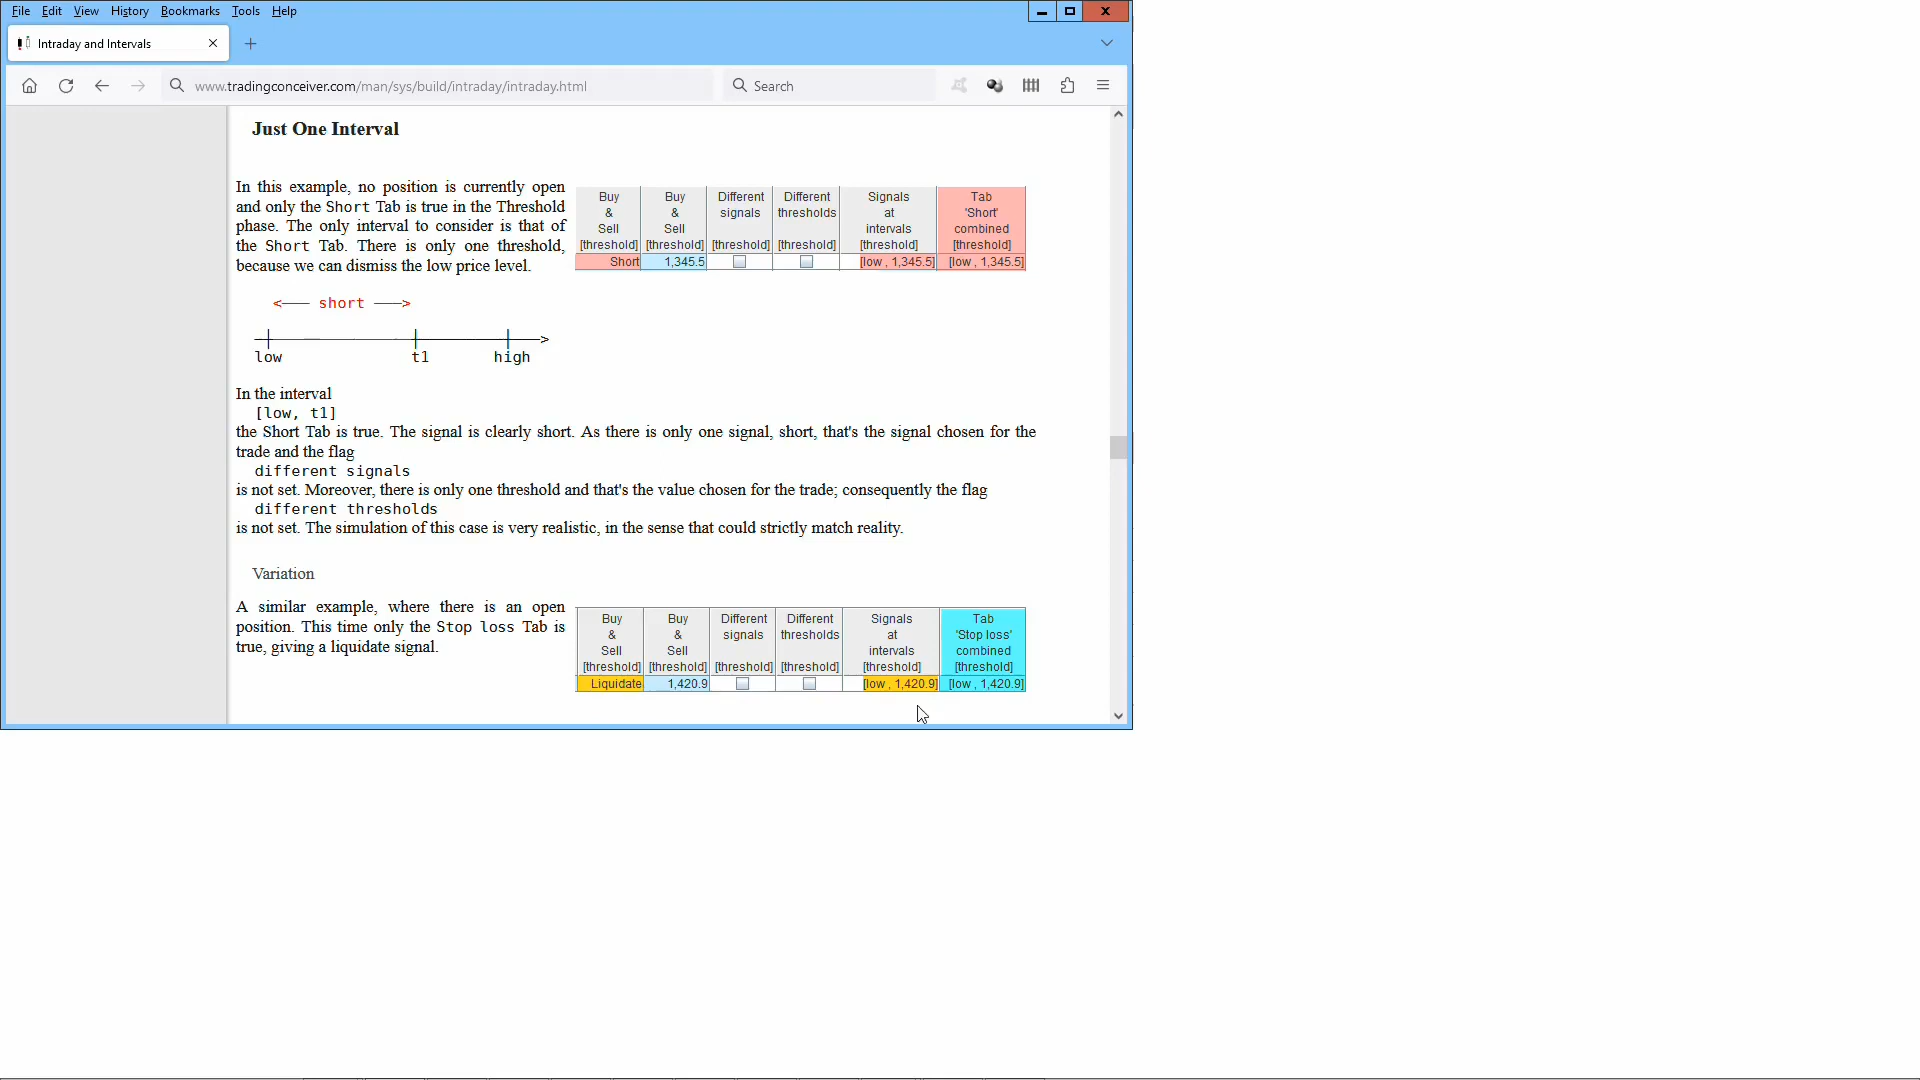 File Edit View History Bookmarks Tools Help
Intraday and Intervals
www.tradingconceiver.com/man/sys/build/intraday/intraday.html
Search
Just One Interval
In this example, no position is currently open
and only the Short Tab is true in the Threshold
phase. The only interval to consider is that of
the Short Tab. There is only one threshold,
because we can dismiss the low price level.
Buy Buy Different Different Signals Tab
& & signals thresholds at 'Short'
Sell Sell intervals combined
[threshold] [threshold] [threshold] [threshold] [threshold] [threshold]
Short 1,345.5 [low , 1,345.5] [low , 1,345.5]
<—— short ——>
low t1 high
In the interval
[low, t1]
the Short Tab is true. The signal is clearly short. As there is only one signal, short, that's the signal chosen for the
trade and the flag
different signals
is not set. Moreover, there is only one threshold and that's the value chosen for the trade; consequently the flag
different thresholds
is not set. The simulation of this case is very realistic, in the sense that could strictly match reality.
Variation
A similar example, where there is an open
position. This time only the Stop loss Tab is
true, giving a liquidate signal.
Buy Buy Different Different Signals Tab
& & signals thresholds at 'Stop loss'
Sell Sell intervals combined
[threshold] [threshold] [threshold] [threshold] [threshold] [threshold]
Liquidate 1,420.9 [low , 1,420.9] [low , 1,420.9]